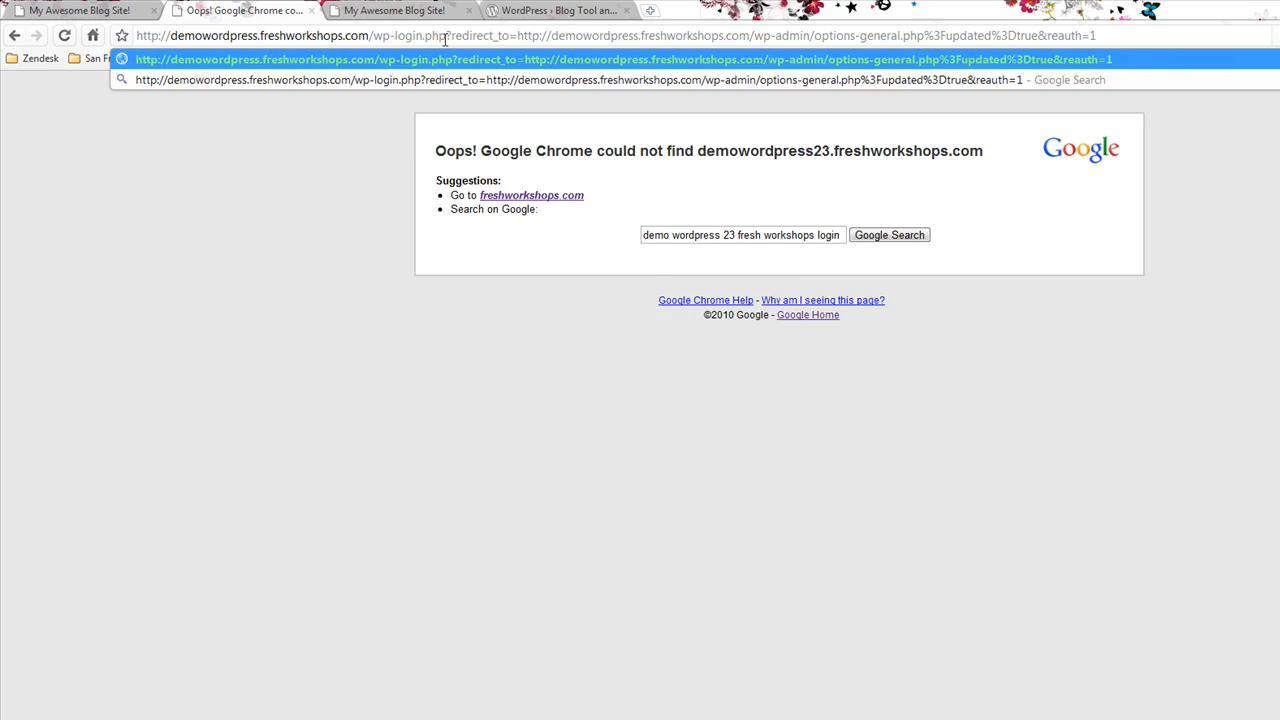 My Awesome Blog Site!
Oops! Google Chrome co...
My Awesome Blog Site!
WordPress › Blog Tool an...
http://demowordpress.freshworkshops.com/wp-login.php?redirect_to=http://demowordpress.freshworkshops.com/wp-admin/options-general.php%3Fupdated%3Dtrue&reauth=1
Zendesk
San F
http://demowordpress.freshworkshops.com/wp-login.php?redirect_to=http://demowordpress.freshworkshops.com/wp-admin/options-general.php%3Fupdated%3Dtrue&reauth=1
http://demowordpress.freshworkshops.com/wp-login.php?redirect_to=http://demowordpress.freshworkshops.com/wp-admin/options-general.php%3Fupdated%3Dtrue&reauth=1 - Google Search
Oops! Google Chrome could not find demowordpress23.freshworkshops.com
Google
Suggestions:
• Go to freshworkshops.com
• Search on Google:
demo wordpress 23 fresh workshops login
Google Search
Google Chrome Help - Why am I seeing this page?
©2010 Google - Google Home